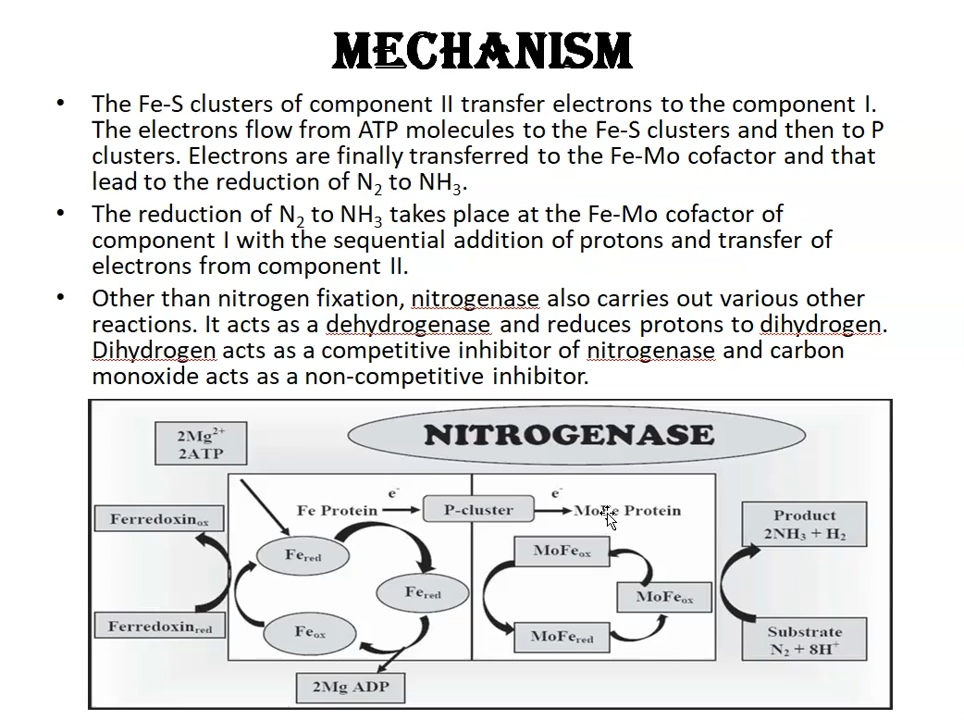 MECHANISM
• The Fe-S clusters of component II transfer electrons to the component I.
The electrons flow from ATP molecules to the Fe-S clusters and then to P
clusters. Electrons are finally transferred to the Fe-Mo cofactor and that
lead to the reduction of N₂ to NH₃.
• The reduction of N₂ to NH₃ takes place at the Fe-Mo cofactor of
component I with the sequential addition of protons and transfer of
electrons from component II.
• Other than nitrogen fixation, nitrogenase also carries out various other
reactions. It acts as a dehydrogenase and reduces protons to dihydrogen.
Dihydrogen acts as a competitive inhibitor of nitrogenase and carbon
monoxide acts as a non-competitive inhibitor.
NITROGENASE
2Mg²⁺
2ATP
e⁻
e⁻
Fe Protein
P-cluster
MoFe Protein
Ferredoxinox
Product
2NH₃ + H₂
Fered
MoFeox
Fered
MoFeox
Ferredoxinred
Feox
MoFered
Substrate
N₂ + 8H⁺
2Mg ADP